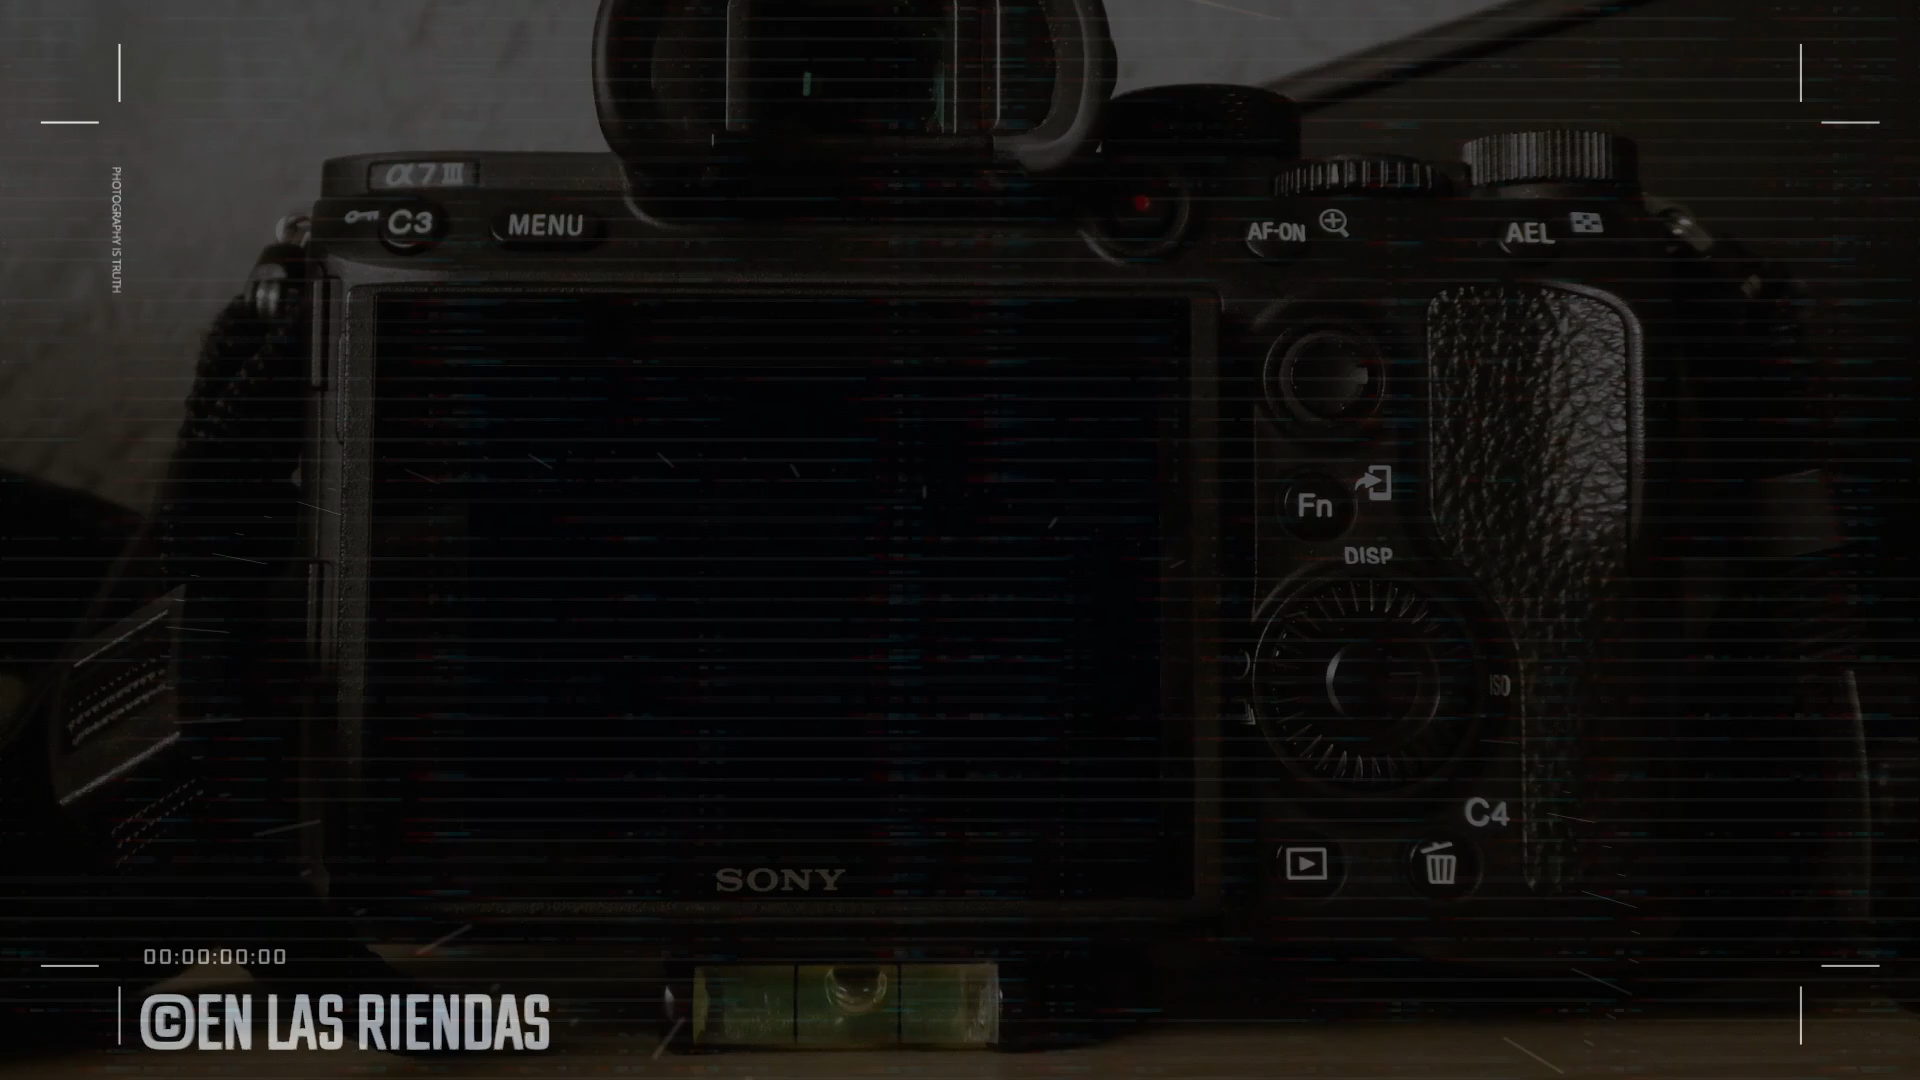 α7III
C3
MENU
AF-ON
AEL
PHOTOGRAPHY IS TRUTH
Fn
DISP
ISO
C4
SONY
00:00:00:00
©EN LAS RIENDAS